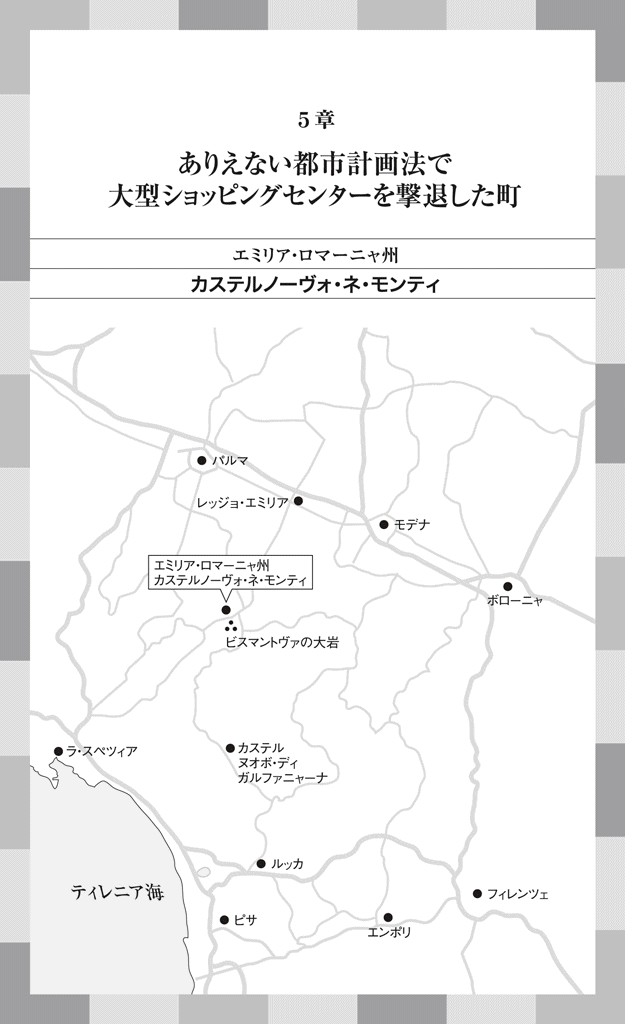 5章
ありえない都市計画法で
大型ショッピングセンターを撃退した町
エミリア・ロマーニャ州
カステルノーヴォ・ネ・モンティ
パルマ
レッジョ・エミリア
モデナ
エミリア・ロマーニャ州
カステルノーヴォ・ネ・モンティ
ボローニャ
ビスマントヴァの大岩
ラ・スペツィア
カステル
ヌオボ・ディ
ガルファニャーナ
ルッカ
ティレニア海
フィレンツェ
ピサ
エンポリ